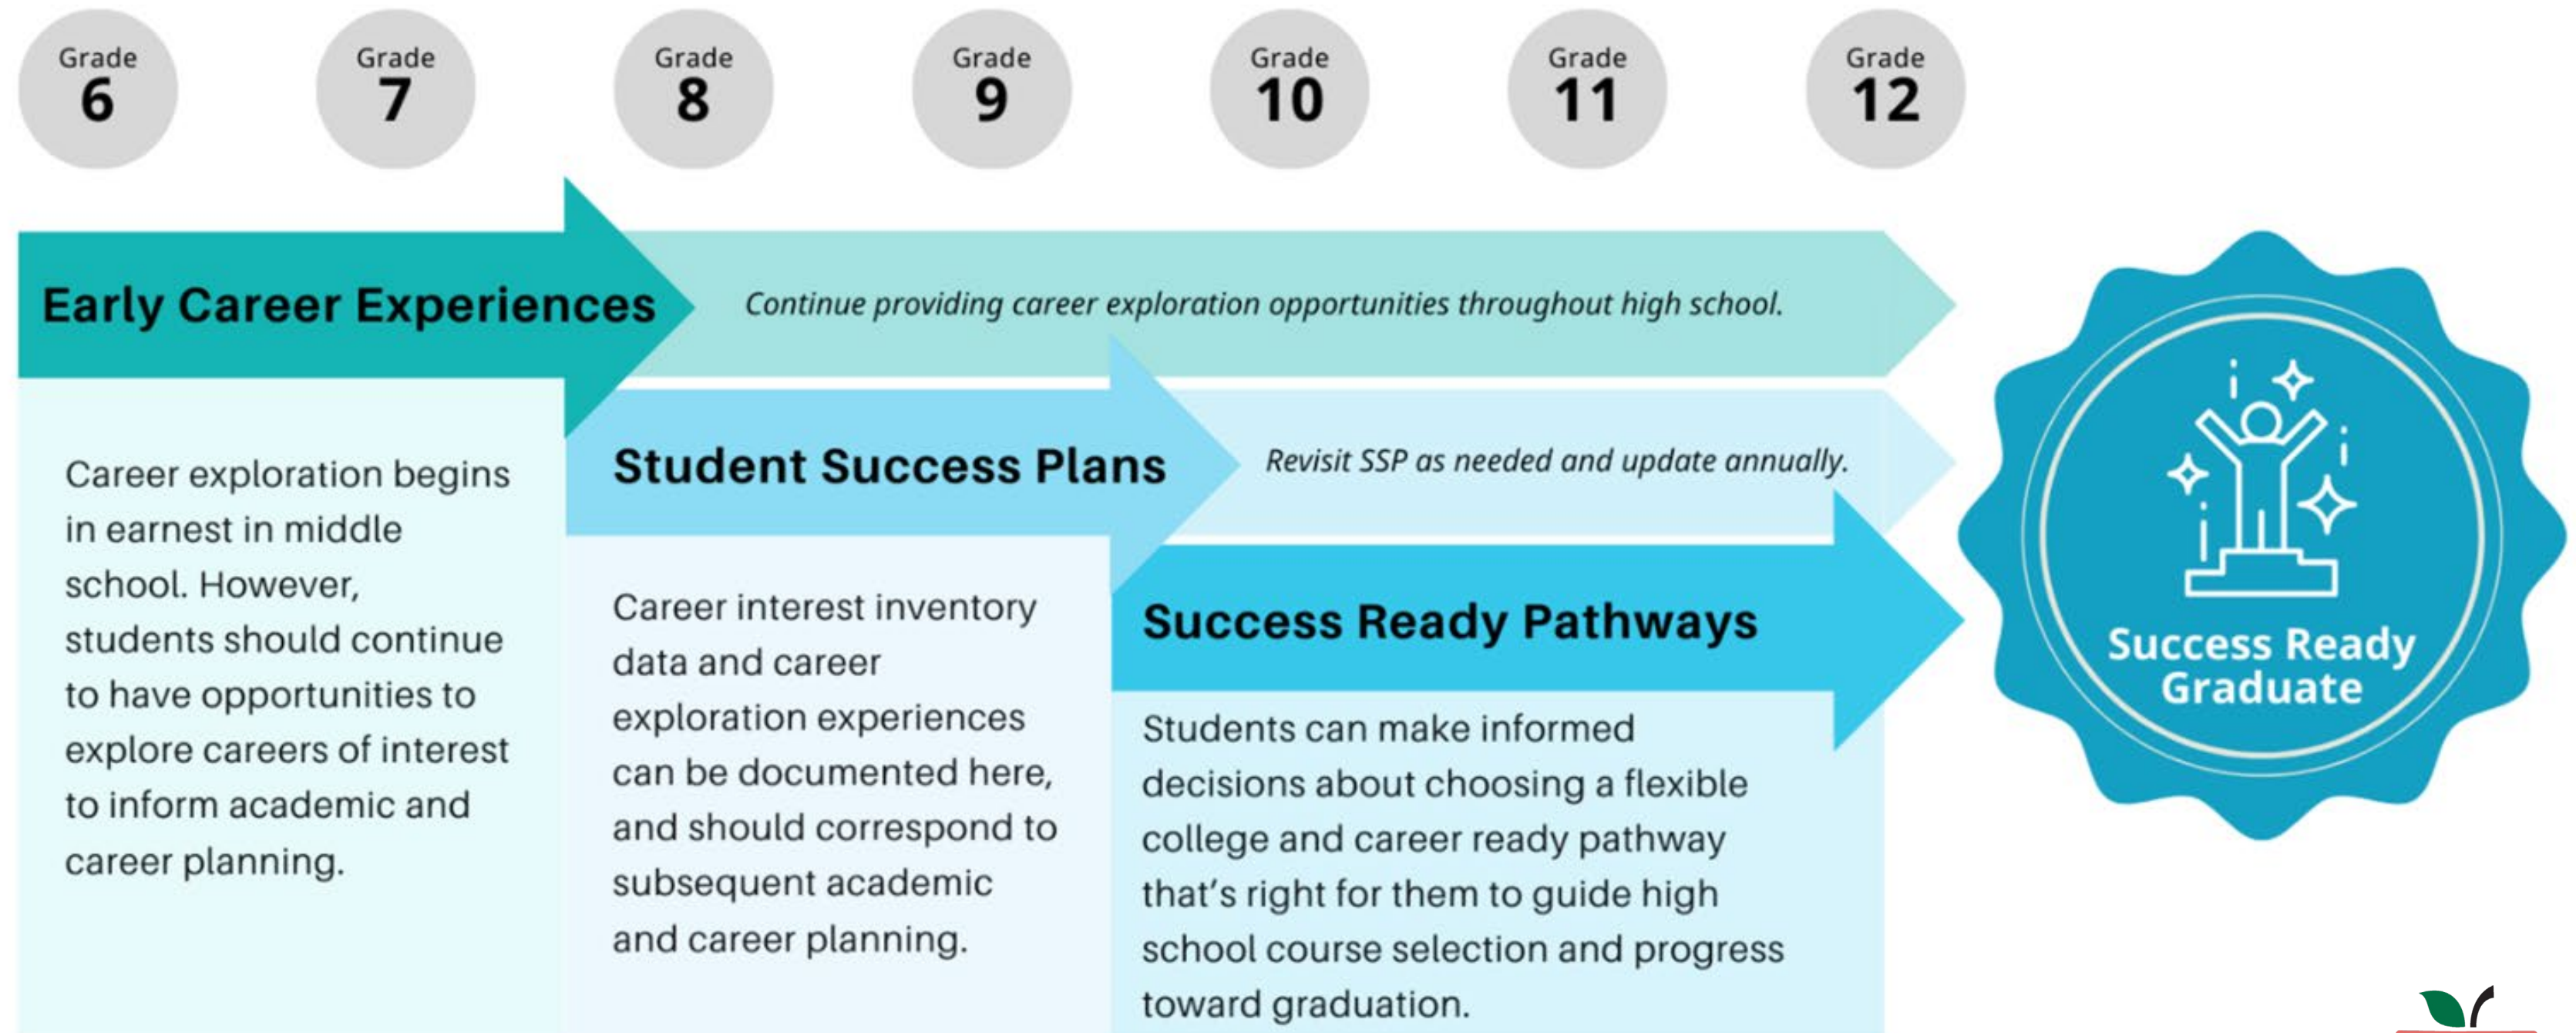 Grade
6
Grade
7
Grade
8
Grade
9
Grade
10
Grade
11
Grade
12
Early Career Experiences
Continue providing career exploration opportunities throughout high school.
Career exploration begins
in earnest in middle
school. However,
students should continue
to have opportunities to
explore careers of interest
to inform academic and
career planning.
Student Success Plans
Revisit SSP as needed and update annually.
Career interest inventory
data and career
exploration experiences
can be documented here,
and should correspond to
subsequent academic
and career planning.
Success Ready Pathways
Students can make informed
decisions about choosing a flexible
college and career ready pathway
that's right for them to guide high
school course selection and progress
toward graduation.
Success Ready
Graduate